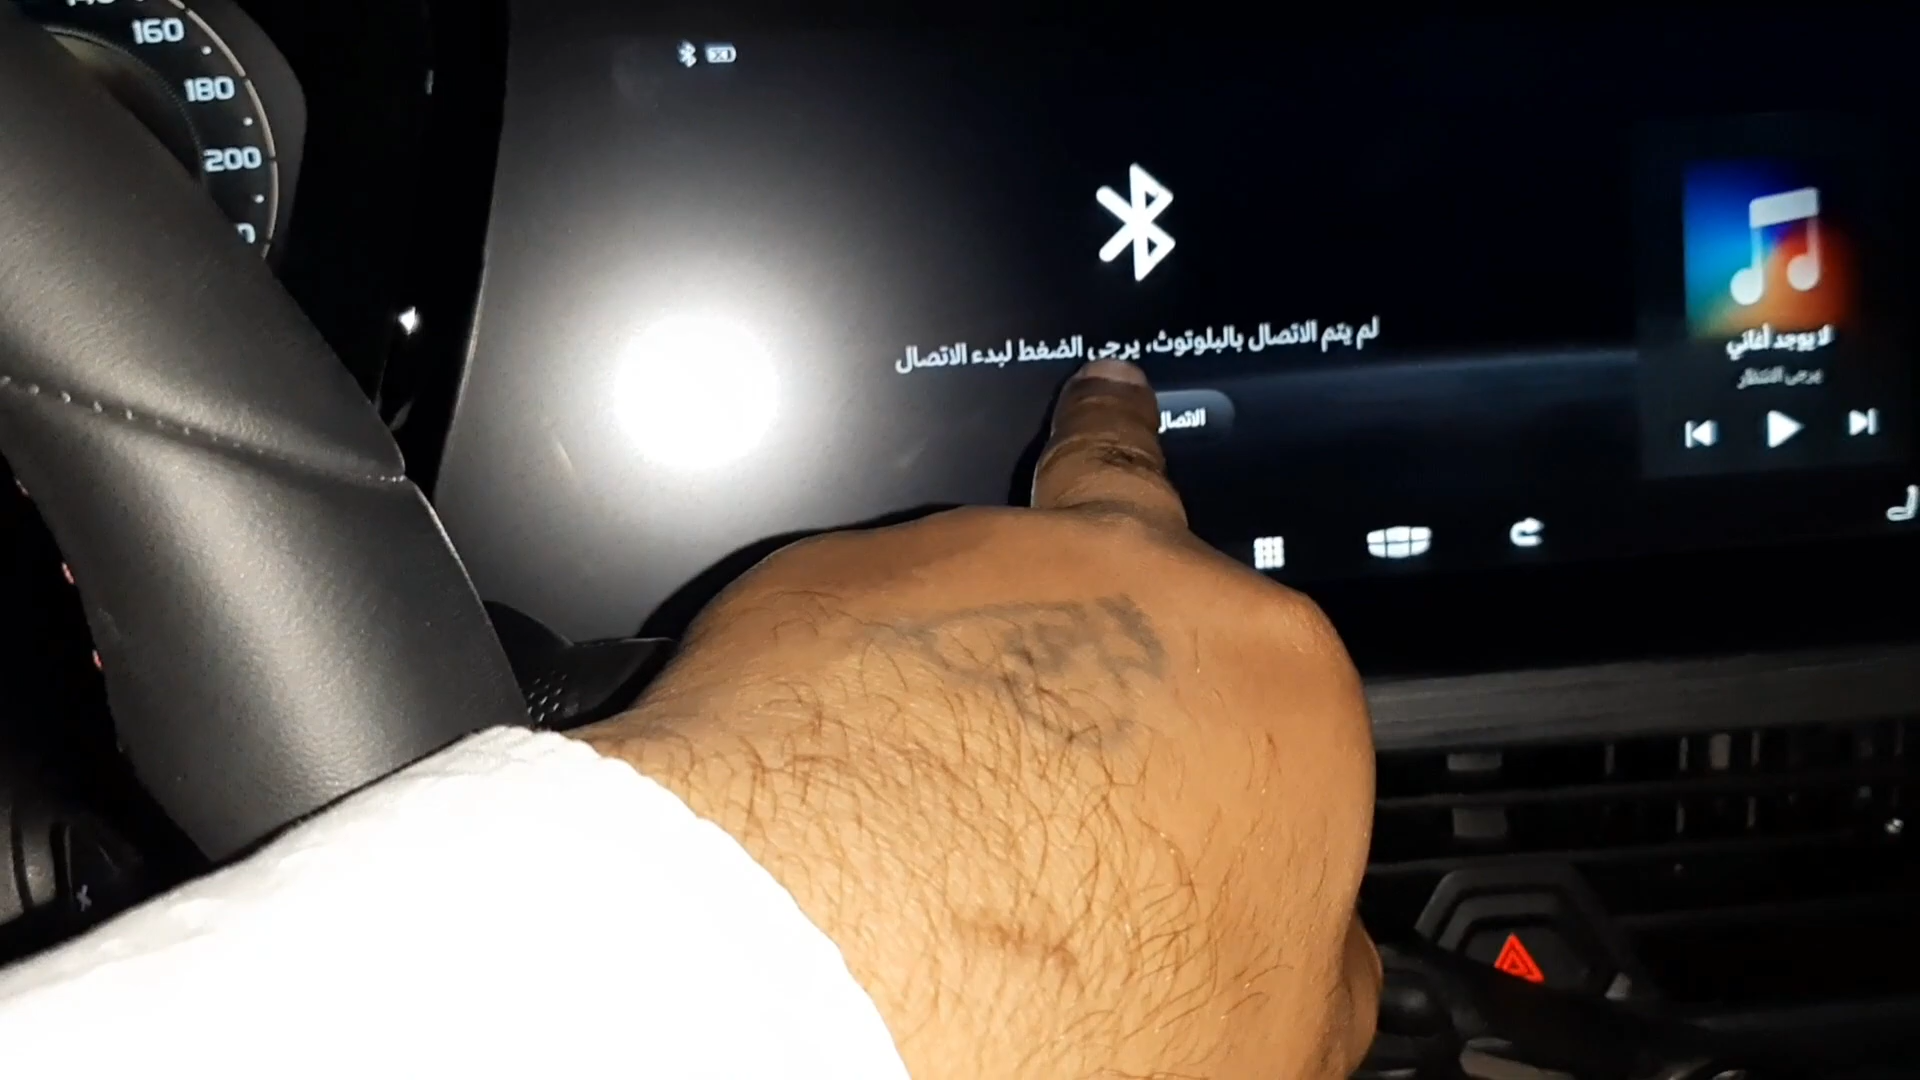 160
180
200
لم يتم الاتصال بالبلوتوث، يرجى الضغط لبدء الاتصال
الاتصال
لا يوجد أغاني
يرجى الانتظار